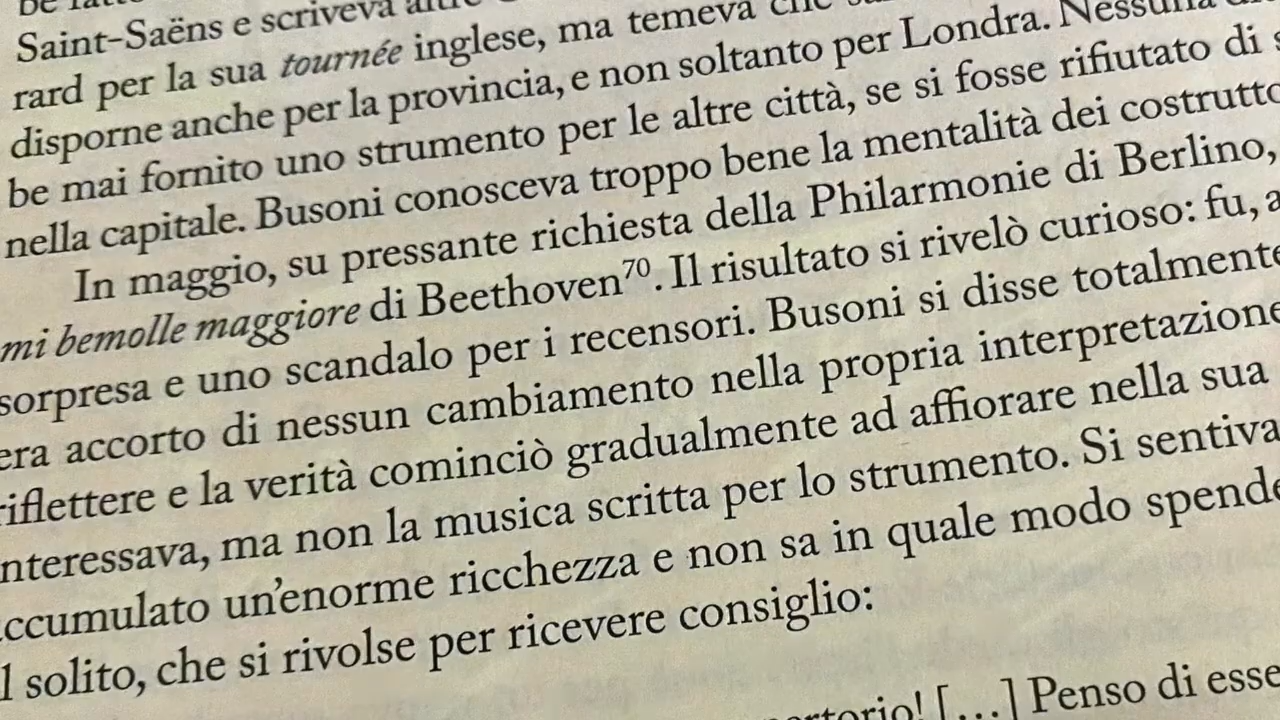 Saint-Saëns e scriveva
rard per la sua tournée inglese, ma temeva che
disporne anche per la provincia, e non soltanto per Londra. Nessuna
be mai fornito uno strumento per le altre città, se si fosse rifiutato di s
nella capitale. Busoni conosceva troppo bene la mentalità dei costrutto
In maggio, su pressante richiesta della Philarmonie di Berlino,
mi bemolle maggiore di Beethoven70. Il risultato si rivelò curioso: fu, a
sorpresa e uno scandalo per i recensori. Busoni si disse totalmente
era accorto di nessun cambiamento nella propria interpretazione
riflettere e la verità cominciò gradualmente ad affiorare nella sua
nteressava, ma non la musica scritta per lo strumento. Si sentiva
ccumulato un'enorme ricchezza e non sa in quale modo spende
l solito, che si rivolse per ricevere consiglio:
ertorio! [...] Penso di esse